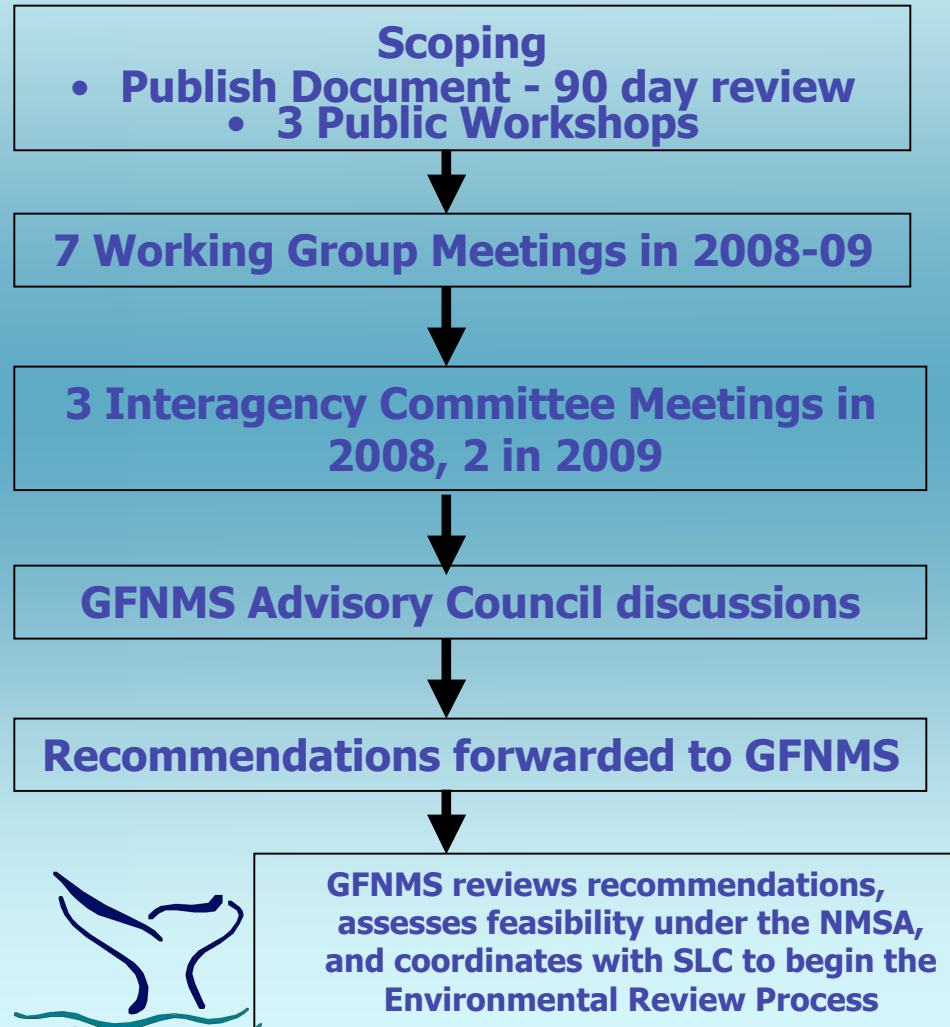 Scoping
• Publish Document - 90 day review
• 3 Public Workshops
7 Working Group Meetings in 2008-09
3 Interagency Committee Meetings in
2008, 2 in 2009
GFNMS Advisory Council discussions
Recommendations forwarded to GFNMS
GFNMS reviews recommendations,
assesses feasibility under the NMSA,
and coordinates with SLC to begin the
Environmental Review Process